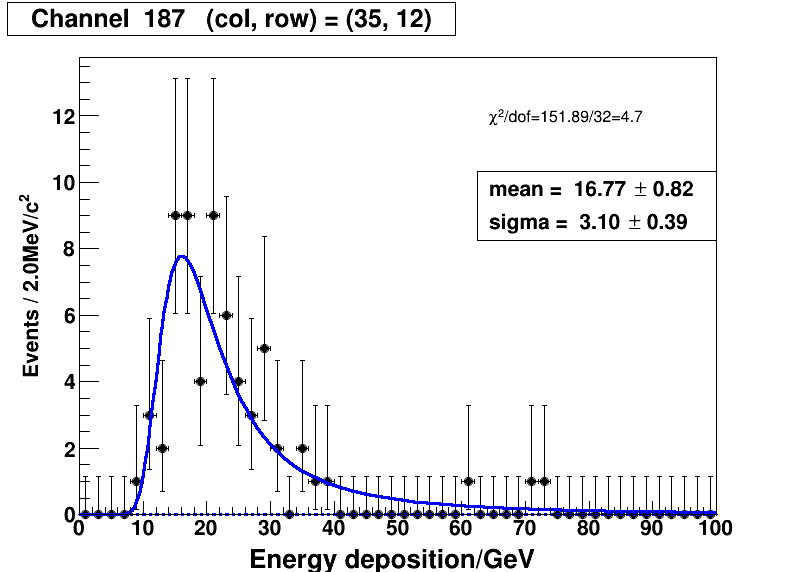 Channel 187 (col, row) = (35, 12)
χ²/dof=151.89/32=4.7
mean = 16.77 ± 0.82
sigma = 3.10 ± 0.39
Events / 2.0MeV/c²
12
10
8
6
4
2
0
0 10 20 30 40 50 60 70 80 90 100
Energy deposition/GeV